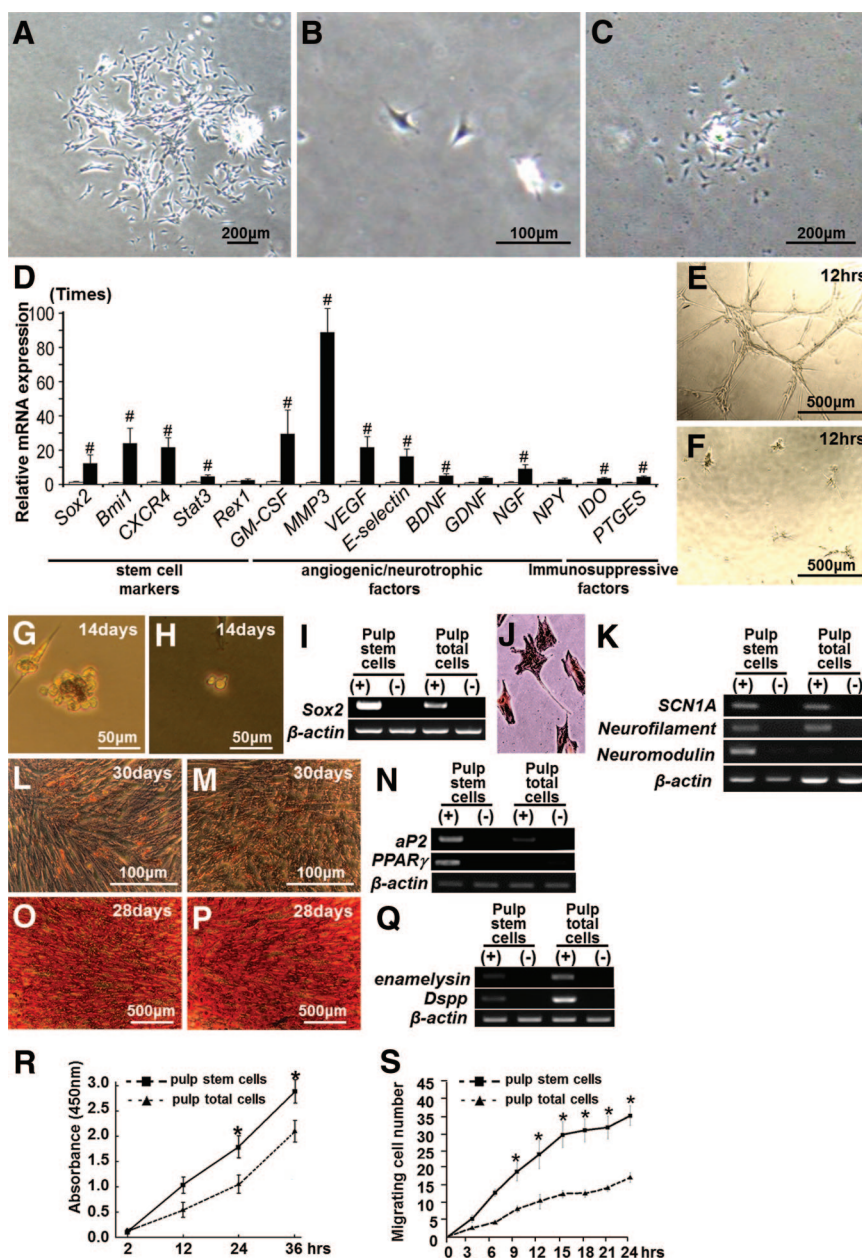 A
200µm
B
100µm
C
200µm
D
(Times)
Relative mRNA expression
100
80
60
40
20
0
# # # # # # # # # # # #
Sox2
Bmi1
CXCR4
Stat3
Rex1
GM-CSF
MMP3
VEGF
E-selectin
BDNF
GDNF
NGF
NPY
IDO
PTGES
stem cell
markers
angiogenic/neurotrophic
factors
Immunosuppressive
factors
E
12hrs
500µm
F
12hrs
500µm
G
14days
50µm
H
14days
50µm
I
Pulp stem cells
Pulp total cells
(+) (-) (+) (-)
Sox2
β-actin
J
K
Pulp stem cells
Pulp total cells
(+) (-) (+) (-)
SCN1A
Neurofilament
Neuromodulin
β-actin
L
30days
100µm
M
30days
100µm
N
Pulp stem cells
Pulp total cells
(+) (-) (+) (-)
aP2
PPARγ
β-actin
O
28days
500µm
P
28days
500µm
Q
Pulp stem cells
Pulp total cells
(+) (-) (+) (-)
enamelysin
Dspp
β-actin
R
Absorbance (450nm)
3.0
2.5
2.0
1.5
1.0
0.5
0.0
pulp stem cells
pulp total cells
* *
2 12 24 36 hrs
S
Migrating cell number
45
40
35
30
25
20
15
10
5
0
pulp stem cells
pulp total cells
* * * * * *
0 3 6 9 12 15 18 21 24 hrs